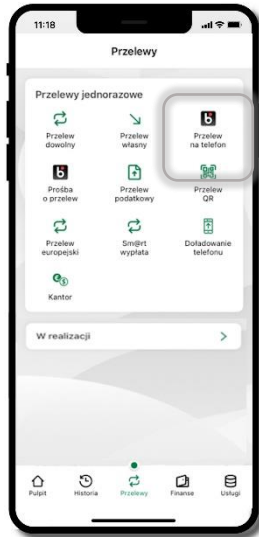 11:18
Przelewy
Przelewy jednorazowe
Przelew
dowolny
Przelew
własny
Przelew
na telefon
Prośba
o przelew
Przelew
podatkowy
Przelew
QR
Przelew
europejski
Sm@rt
wypłata
Doładowanie
telefonu
Kantor
W realizacji
Pulpit
Historia
Przelewy
Finanse
Usługi